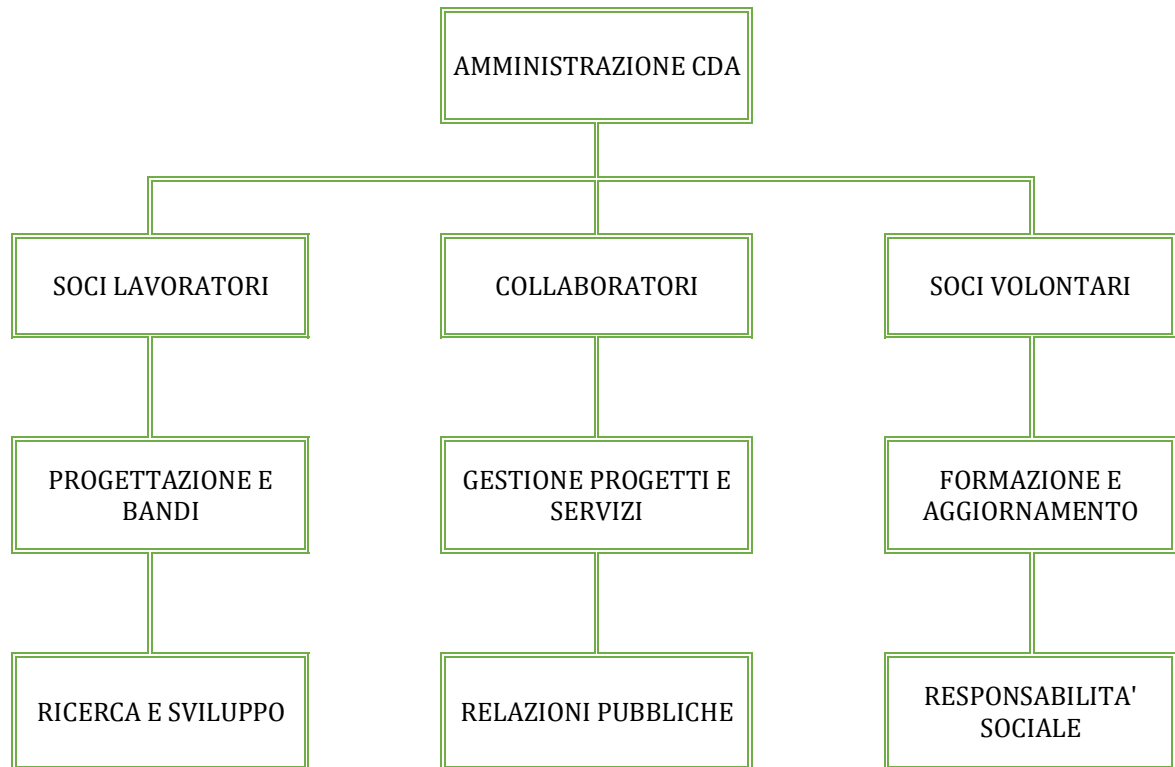 AMMINISTRAZIONE CDA
SOCI LAVORATORI
COLLABORATORI
SOCI VOLONTARI
PROGETTAZIONE E
BANDI
GESTIONE PROGETTI E
SERVIZI
FORMAZIONE E
AGGIORNAMENTO
RICERCA E SVILUPPO
RELAZIONI PUBBLICHE
RESPONSABILITA'
SOCIALE